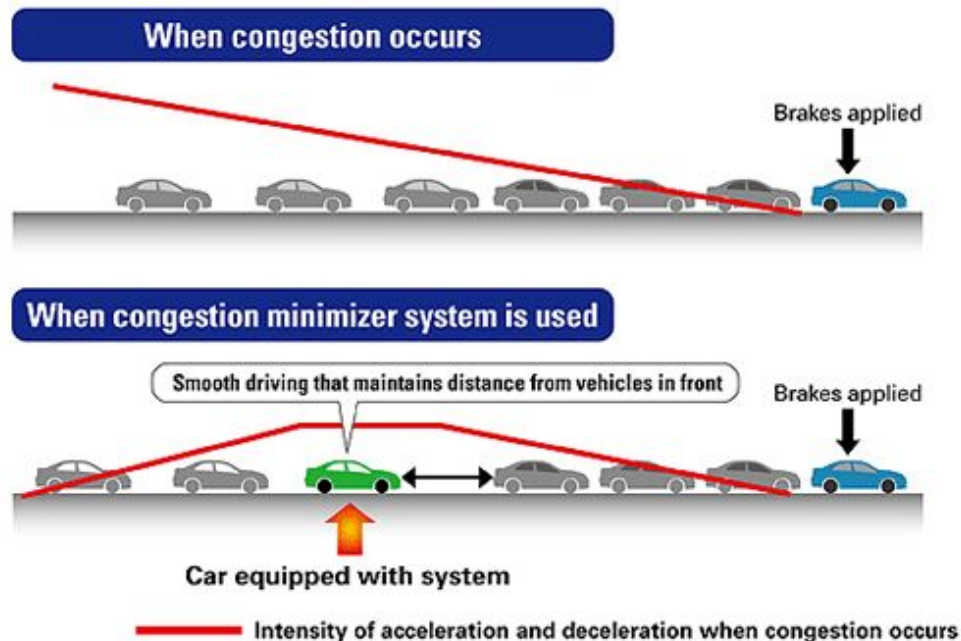 When congestion occurs
Brakes applied
When congestion minimizer system is used
Smooth driving that maintains distance from vehicles in front
Brakes applied
Car equipped with system
Intensity of acceleration and deceleration when congestion occurs